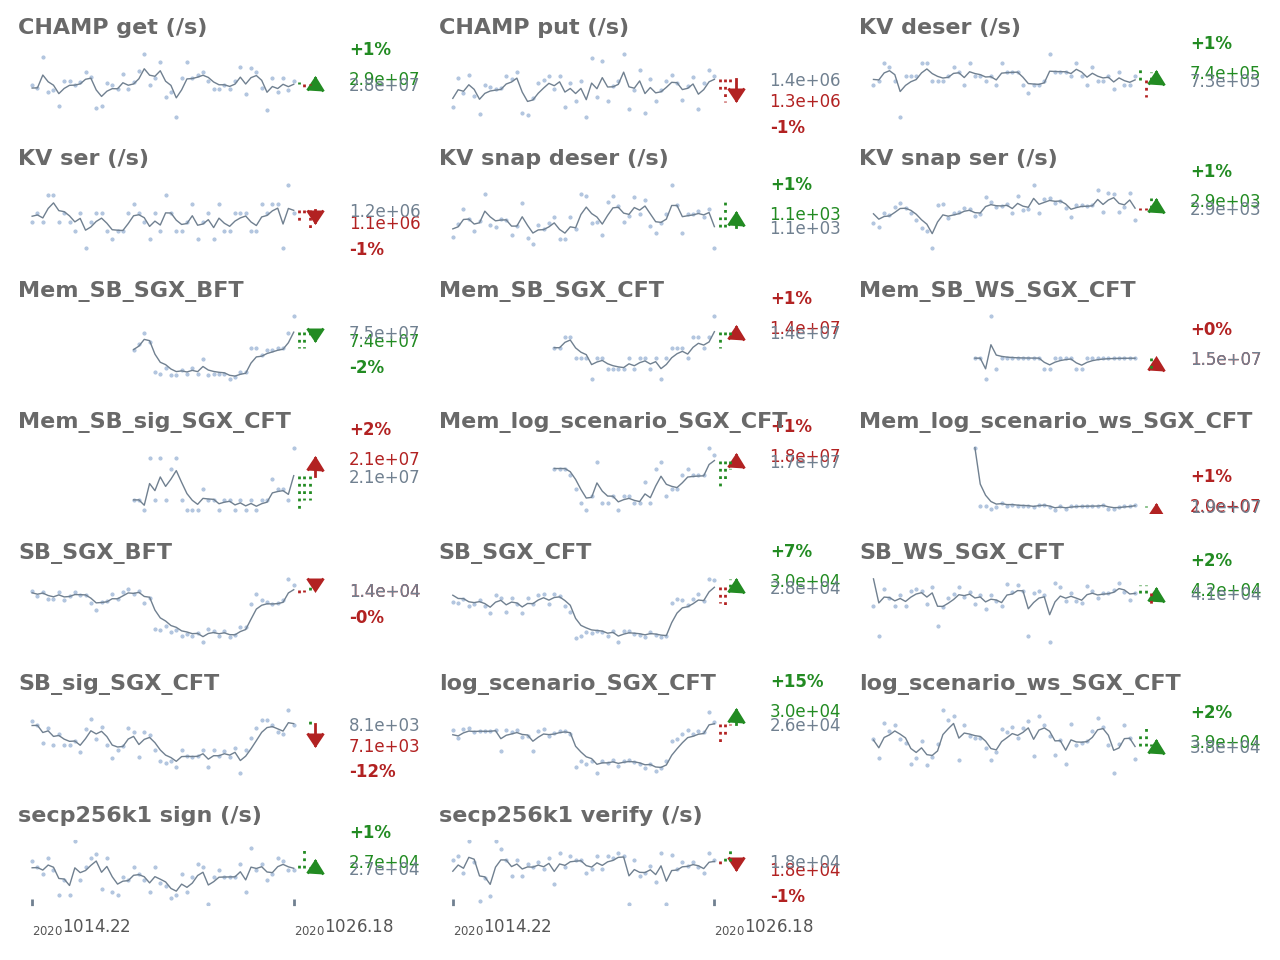 CHAMP get (/s)
+1%
2.9e+07
2.8e+07
CHAMP put (/s)
1.4e+06
1.3e+06
-1%
KV deser (/s)
+1%
7.4e+05
7.3e+05
KV ser (/s)
1.2e+06
1.1e+06
-1%
KV snap deser (/s)
+1%
1.1e+03
1.1e+03
KV snap ser (/s)
+1%
2.9e+03
2.9e+03
Mem_SB_SGX_BFT
7.5e+07
7.4e+07
-2%
Mem_SB_SGX_CFT
+1%
1.4e+07
1.4e+07
Mem_SB_WS_SGX_CFT
+0%
1.5e+07
Mem_SB_sig_SGX_CFT
+2%
2.1e+07
2.1e+07
Mem_log_scenario_SGX_CFT
+1%
1.8e+07
1.7e+07
Mem_log_scenario_ws_SGX_CFT
+1%
2.0e+07
SB_SGX_BFT
1.4e+04
-0%
SB_SGX_CFT
+7%
3.0e+04
2.8e+04
SB_WS_SGX_CFT
+2%
4.2e+04
4.1e+04
SB_sig_SGX_CFT
8.1e+03
7.1e+03
-12%
log_scenario_SGX_CFT
+15%
3.0e+04
2.6e+04
log_scenario_ws_SGX_CFT
+2%
3.9e+04
3.8e+04
secp256k1 sign (/s)
+1%
2.7e+04
2.7e+04
secp256k1 verify (/s)
1.8e+04
1.8e+04
-1%
20201014.22
20201026.18
20201014.22
20201026.18